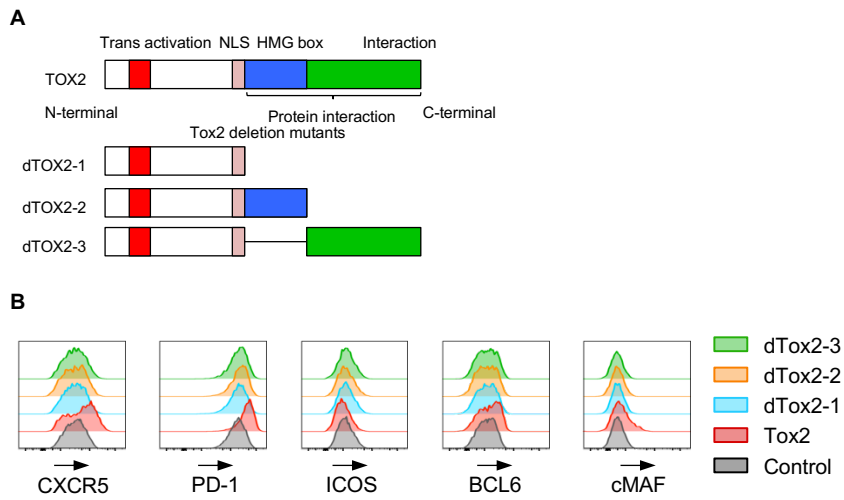 A
Trans activation NLS HMG box Interaction
TOX2
N-terminal Protein interaction C-terminal
Tox2 deletion mutants
dTOX2-1
dTOX2-2
dTOX2-3
B
dTox2-3
dTox2-2
dTox2-1
Tox2
Control
CXCR5 PD-1 ICOS BCL6 cMAF